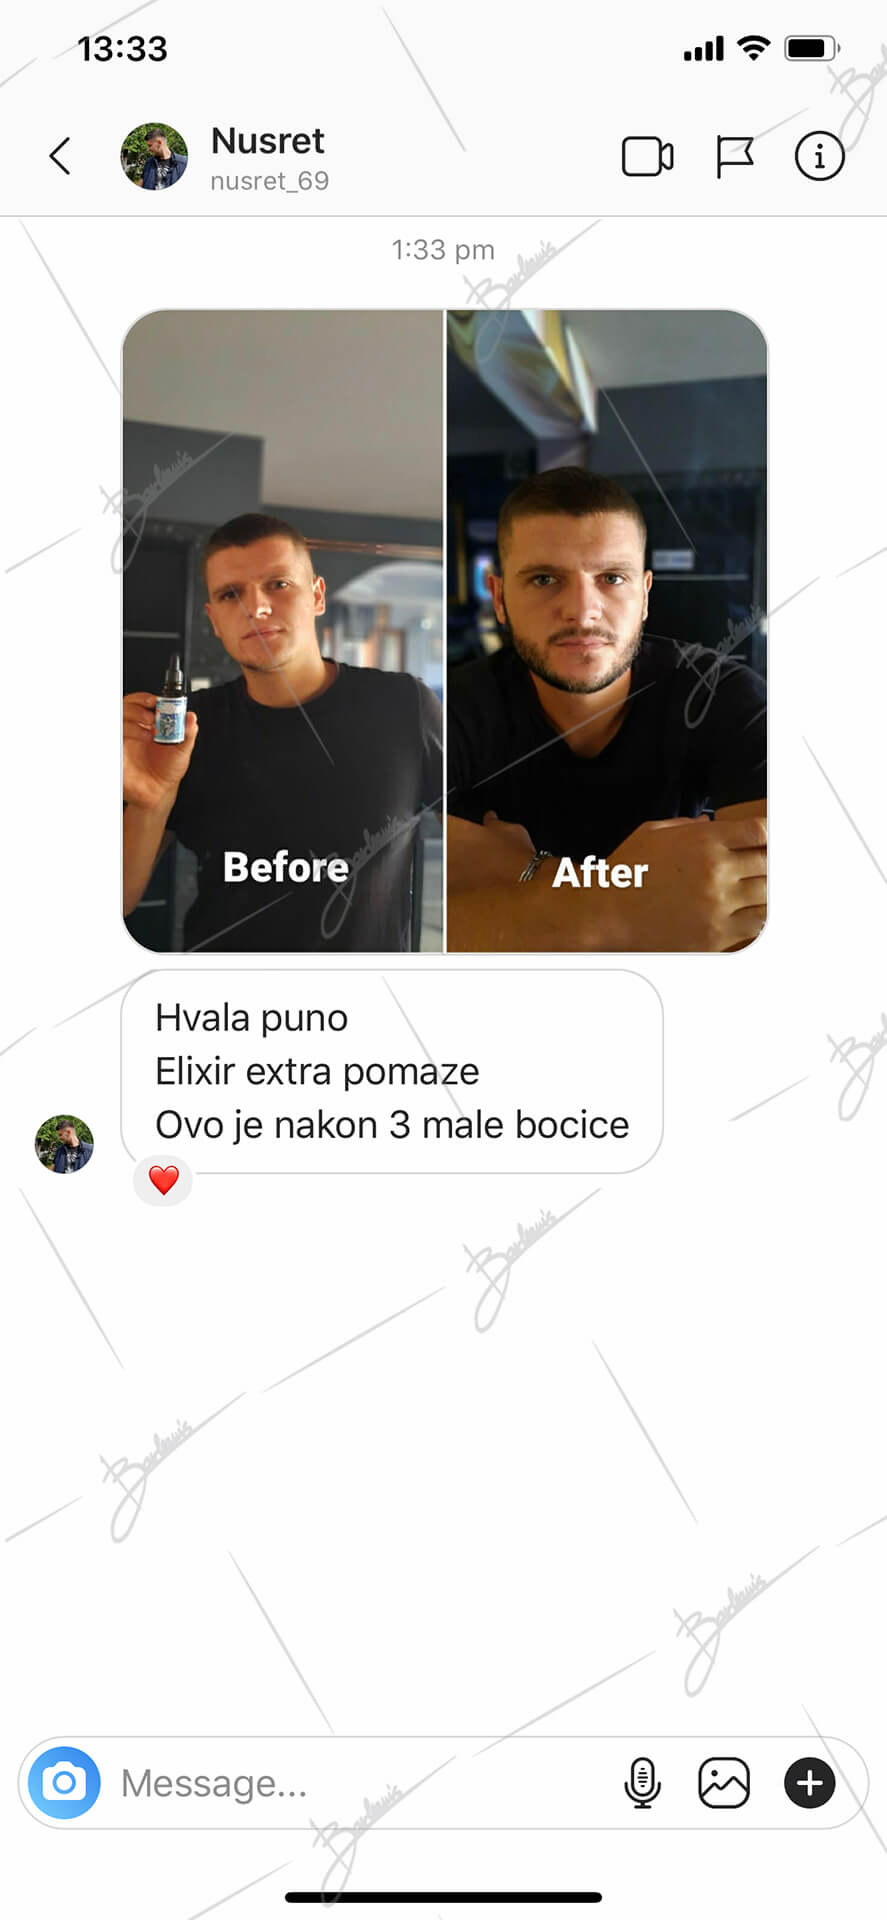 13:33
Nusret
nusret_69
1:33 pm
Before
After
Hvala puno
Elixir extra pomaze
Ovo je nakon 3 male bocice
Message...